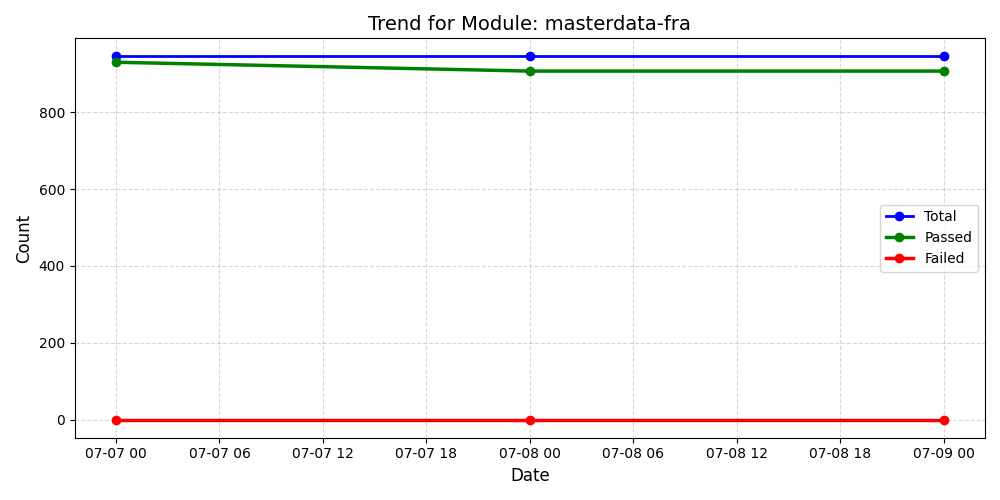 Trend for Module: masterdata-fra
Count
800
600
400
200
0
Total
Passed
Failed
07-07 00 07-07 06 07-07 12 07-07 18 07-08 00 07-08 06 07-08 12 07-08 18 07-09 00
Date